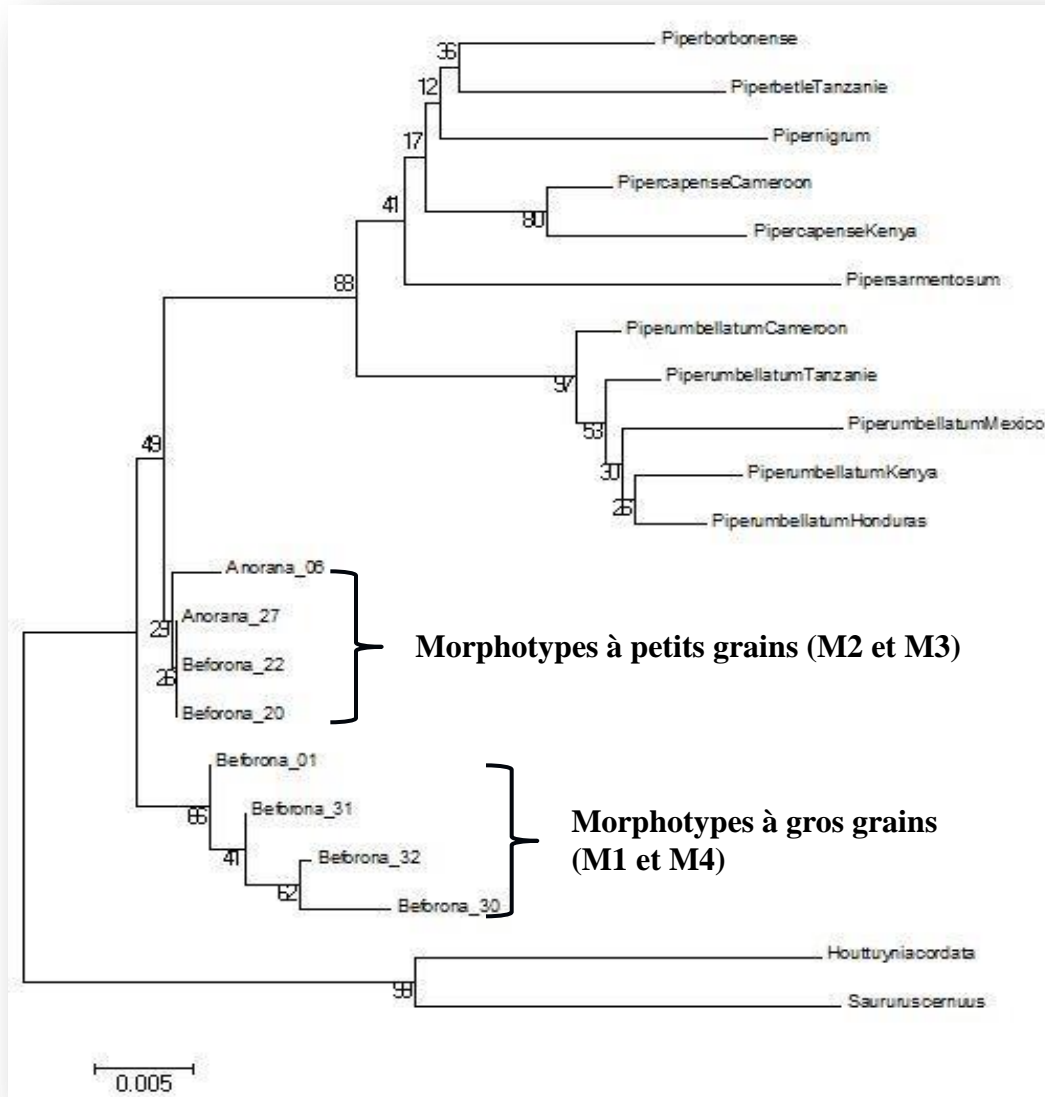 Piperborbonense
36
PiperbetleTanzanie
12
Pipernigrum
17
PipercapenseCameroon
80
PipercapenseKenya
41
Pipersarmentosum
88
PiperumbellatumCameroon
97
PiperumbellatumTanzanie
53
PiperumbellatumMexico
30
PiperumbellatumKenya
26
PiperumbellatumHonduras
49
Anorana_06
29
Anorana_27
26
Beforona_22
Beforona_20
Morphotypes à petits grains (M2 et M3)
Beforona_01
66
Beforona_31
41
Beforona_32
62
Beforona_30
Morphotypes à gros grains
(M1 et M4)
Houttuyniacordata
99
Saururuscernuus
0.005